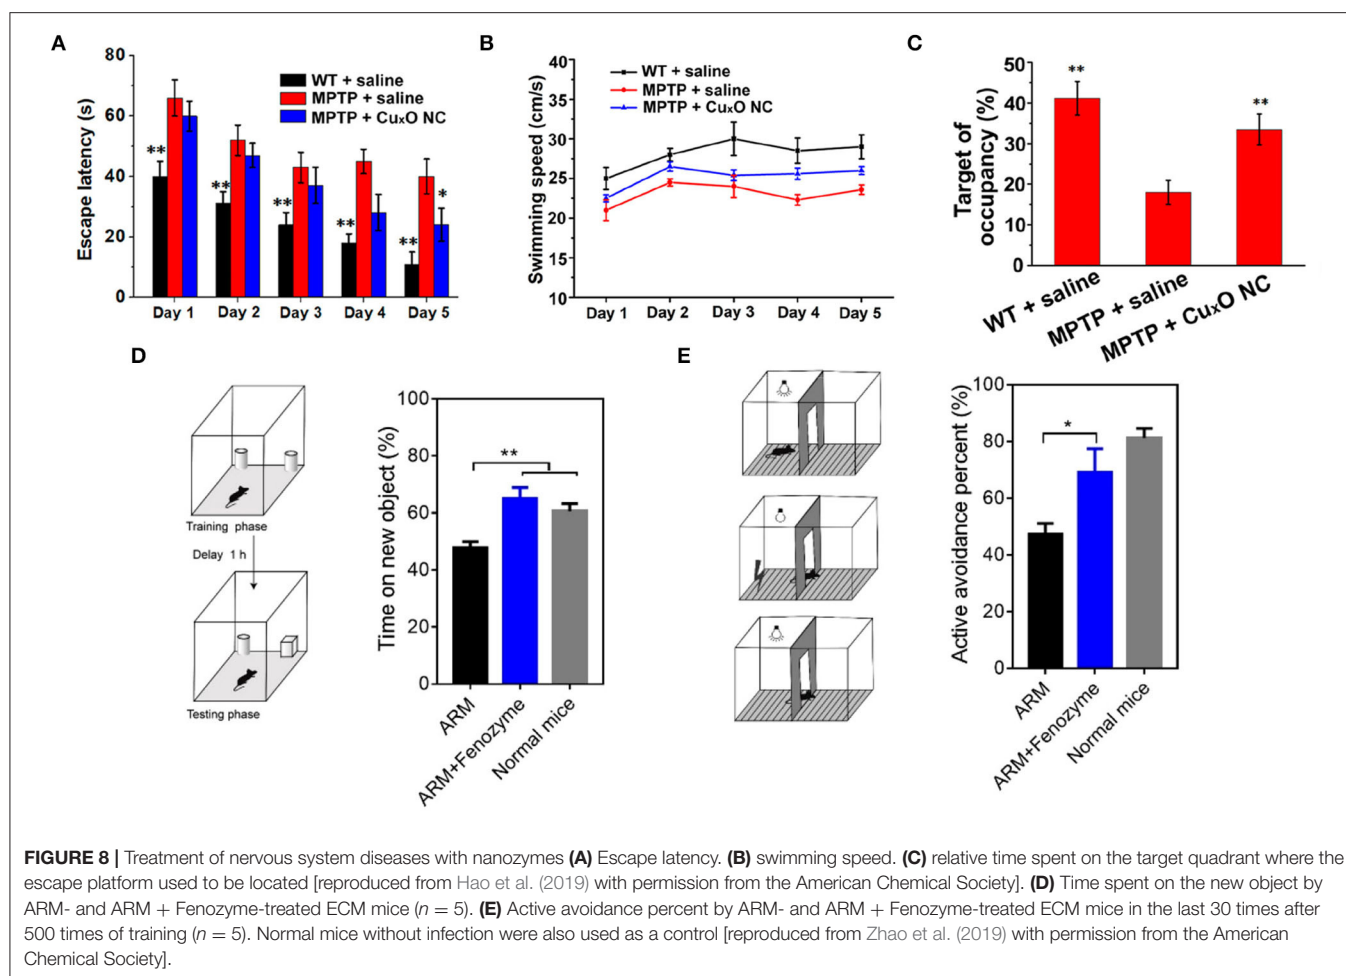 A
80
60
40
20
0
Escape latency (s)
WT + saline
MPTP + saline
MPTP + CuxO NC
**
**
**
**
**
*
Day 1 Day 2 Day 3 Day 4 Day 5
B
40
35
30
25
20
15
10
Swimming speed (cm/s)
WT + saline
MPTP + saline
MPTP + CuxO NC
Day 1 Day 2 Day 3 Day 4 Day 5
C
50
40
30
20
10
0
Target of
occupancy (%)
**
**
WT + saline
MPTP + saline
MPTP + CuxO NC
D
Training phase
Delay 1 h
Testing phase
100
80
60
40
20
0
Time on new object (%)
**
ARM
ARM+Fenozyme
Normal mice
E
100
80
60
40
20
0
Active avoidance percent (%)
*
ARM
ARM+Fenozyme
Normal mice
FIGURE 8 | Treatment of nervous system diseases with nanozymes (A) Escape latency. (B) swimming speed. (C) relative time spent on the target quadrant where the
escape platform used to be located [reproduced from Hao et al. (2019) with permission from the American Chemical Society]. (D) Time spent on the new object by
ARM- and ARM + Fenozyme-treated ECM mice (n = 5). (E) Active avoidance percent by ARM- and ARM + Fenozyme-treated ECM mice in the last 30 times after
500 times of training (n = 5). Normal mice without infection were also used as a control [reproduced from Zhao et al. (2019) with permission from the American
Chemical Society].